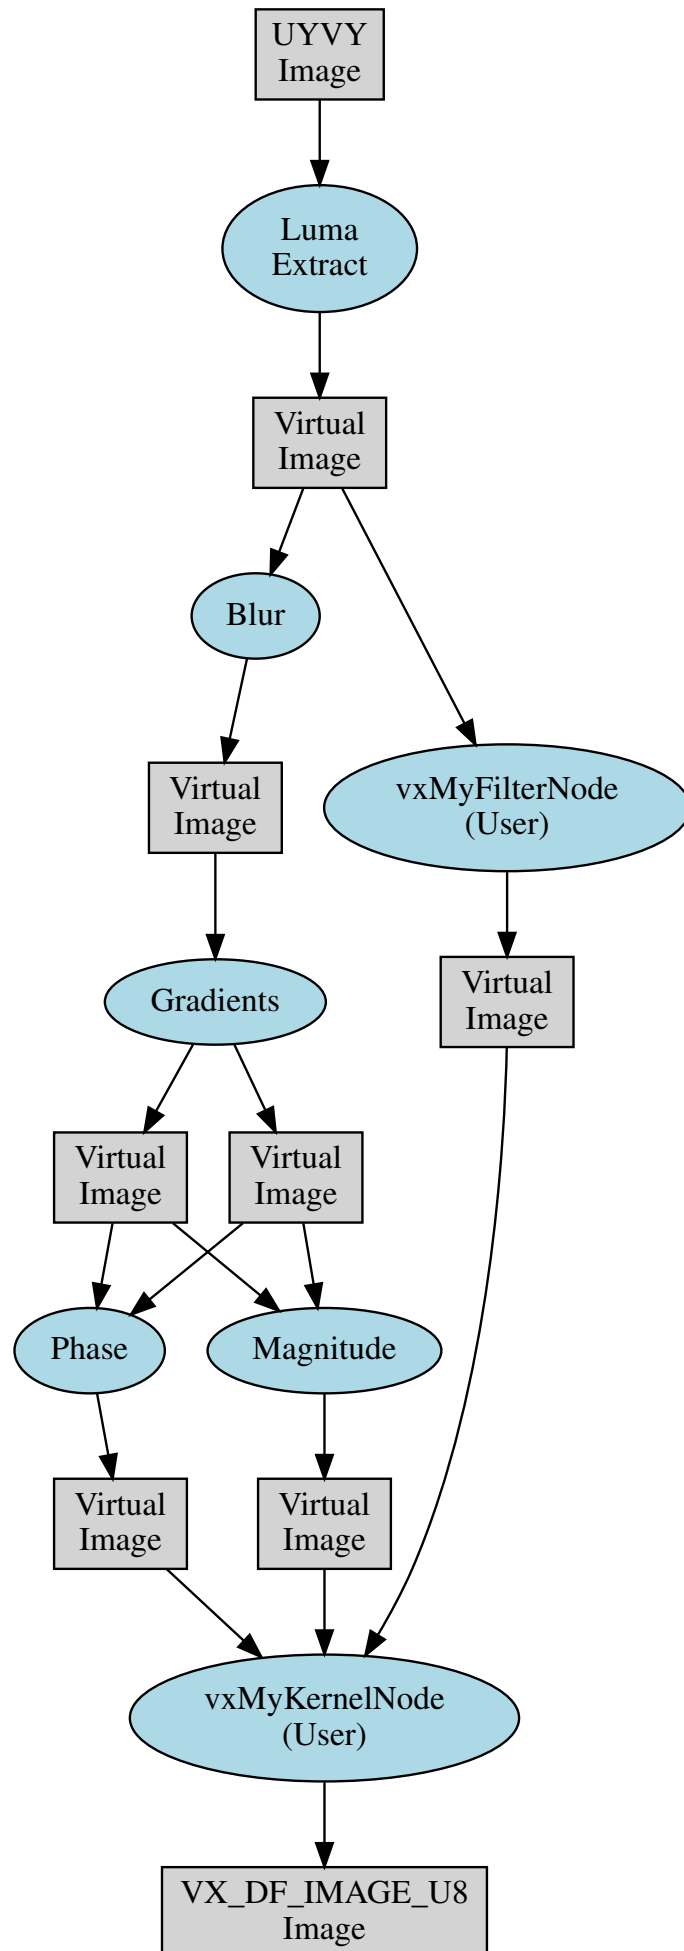 UYVY
Image
Luma
Extract
Virtual
Image
Blur
Virtual
Image
vxMyFilterNode
(User)
Virtual
Image
Gradients
Virtual
Image
Virtual
Image
Phase
Magnitude
Virtual
Image
Virtual
Image
vxMyKernelNode
(User)
VX_DF_IMAGE_U8
Image